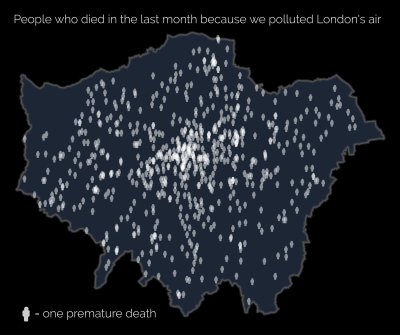 People who died in the last month because we polluted London's air
= one premature death